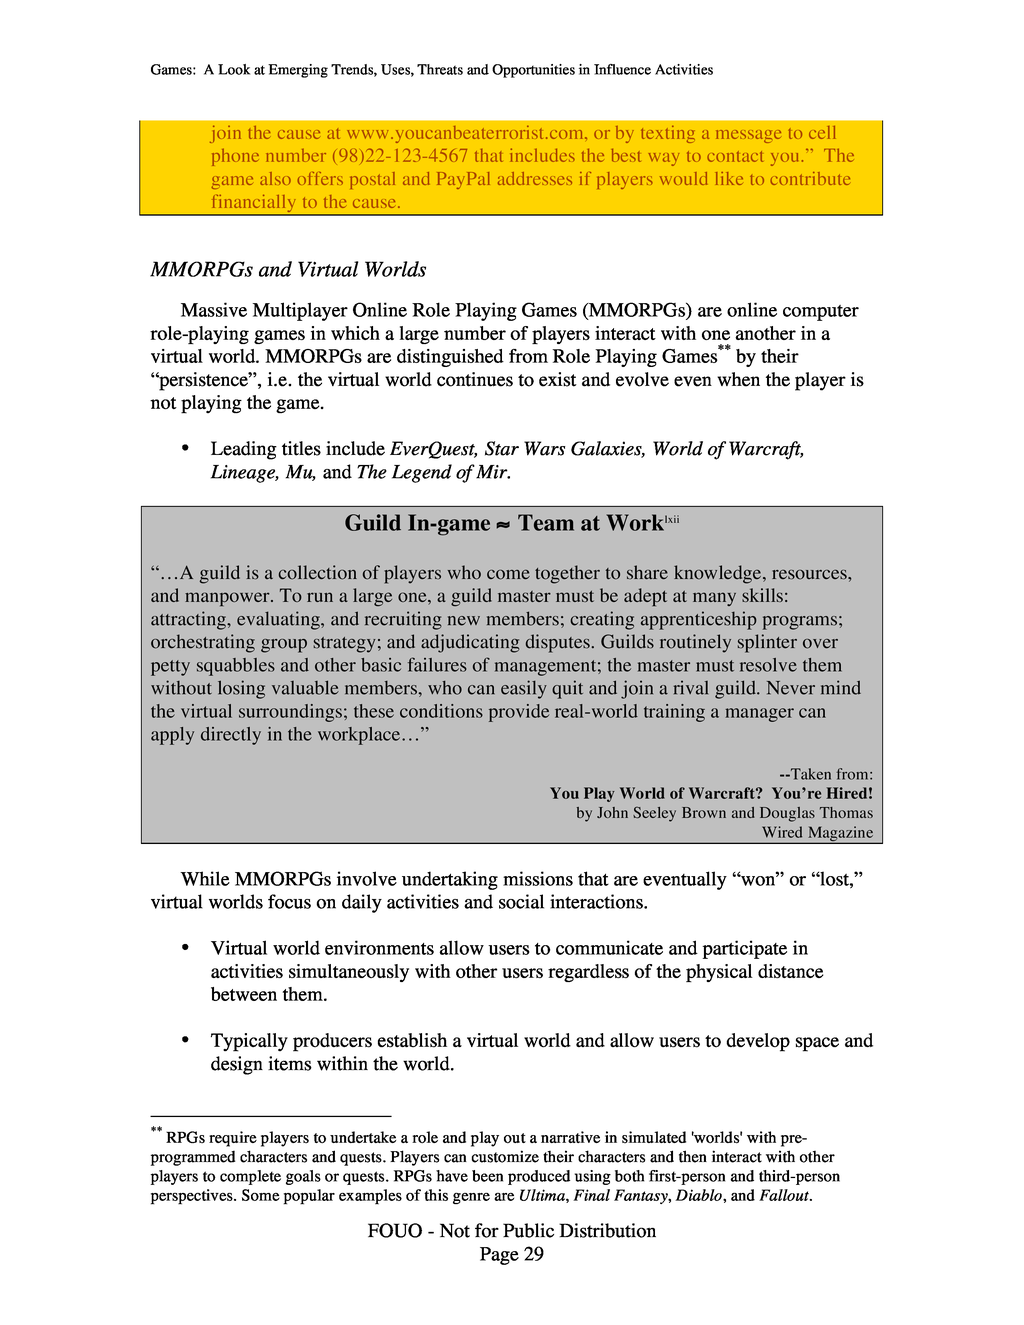 Games:  A Look at Emerging Trends, Uses, Threats and Opportunities in Influence Activities
join the cause at www.youcanbeaterrorist.com, or by texting a message to cell
phone number (98)22-123-4567 that includes the best way to contact you.”  The
game also offers postal and PayPal addresses if players would like to contribute
financially to the cause.
MMORPGs and Virtual Worlds
Massive Multiplayer Online Role Playing Games (MMORPGs) are online computer
role-playing games in which a large number of players interact with one another in a
virtual world. MMORPGs are distinguished from Role Playing Games** by their
“persistence”, i.e. the virtual world continues to exist and evolve even when the player is
not playing the game.
• Leading titles include EverQuest, Star Wars Galaxies, World of Warcraft,
Lineage, Mu, and The Legend of Mir.
Guild In-game ≈ Team at Work lxii
“…A guild is a collection of players who come together to share knowledge, resources,
and manpower. To run a large one, a guild master must be adept at many skills:
attracting, evaluating, and recruiting new members; creating apprenticeship programs;
orchestrating group strategy; and adjudicating disputes. Guilds routinely splinter over
petty squabbles and other basic failures of management; the master must resolve them
without losing valuable members, who can easily quit and join a rival guild. Never mind
the virtual surroundings; these conditions provide real-world training a manager can
apply directly in the workplace…”
--Taken from:
You Play World of Warcraft?  You’re Hired!
by John Seeley Brown and Douglas Thomas
Wired Magazine
While MMORPGs involve undertaking missions that are eventually “won” or “lost,”
virtual worlds focus on daily activities and social interactions.
• Virtual world environments allow users to communicate and participate in
activities simultaneously with other users regardless of the physical distance
between them.
• Typically producers establish a virtual world and allow users to develop space and
design items within the world.
** RPGs require players to undertake a role and play out a narrative in simulated 'worlds' with pre-
programmed characters and quests. Players can customize their characters and then interact with other
players to complete goals or quests. RPGs have been produced using both first-person and third-person
perspectives. Some popular examples of this genre are Ultima, Final Fantasy, Diablo, and Fallout.
FOUO - Not for Public Distribution
Page 29